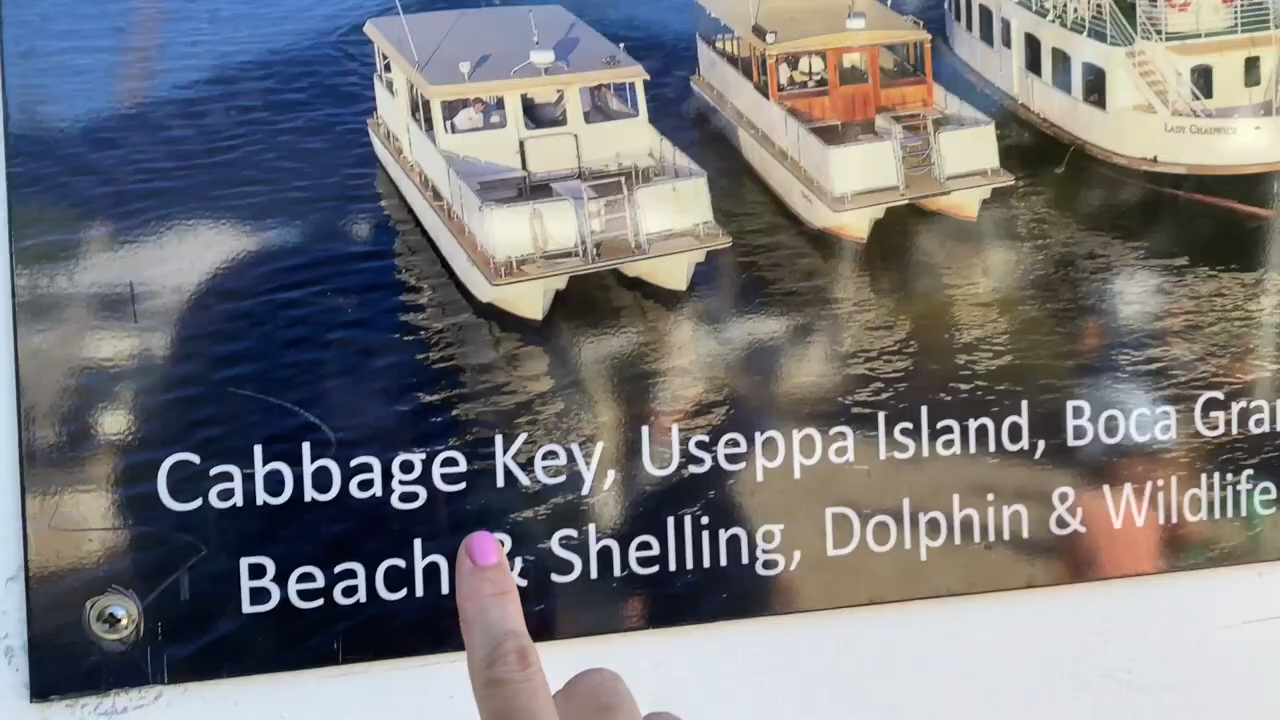 LADY CHADWICK
Cabbage Key, Useppa Island, Boca Gra
Beach & Shelling, Dolphin & Wildlife